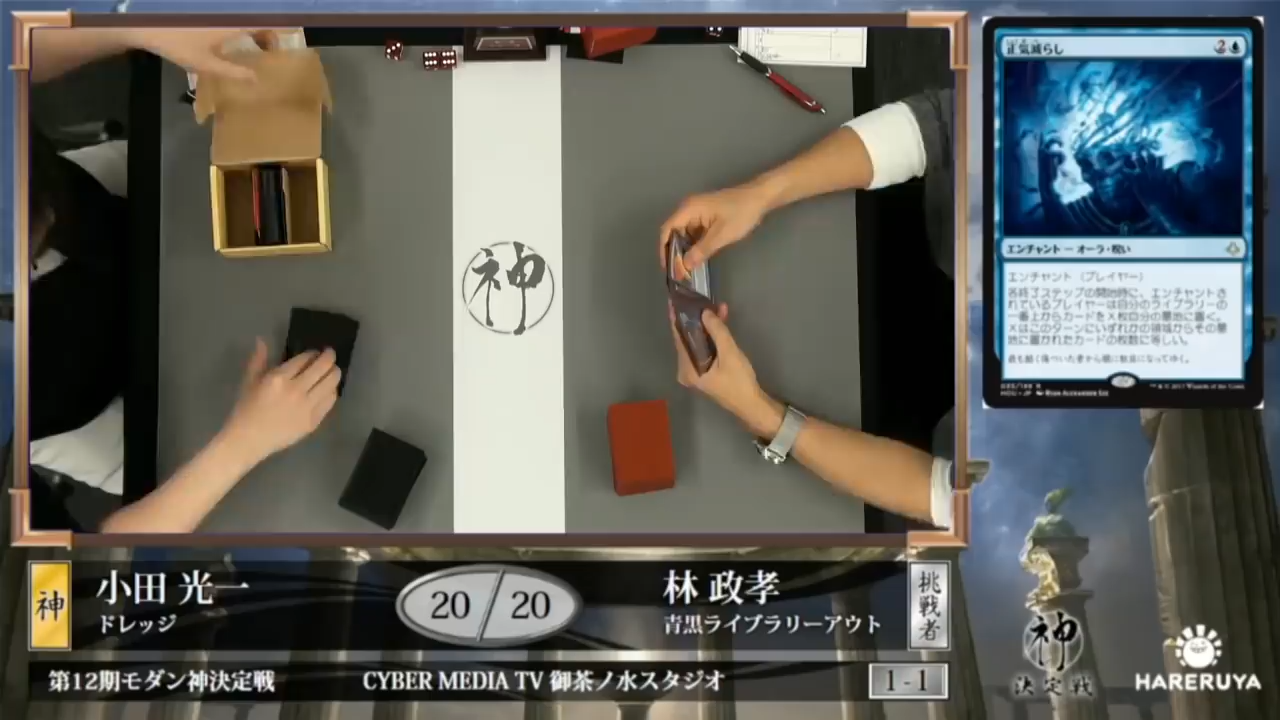 正気減らし
2
エンチャント — オーラ・呪い
エンチャント（プレイヤー）
各終了ステップの開始時に、エンチャントさ
れているプレイヤーは自分のライブラリーの
一番上からカードをX枚自分の墓地に置く。
Xはこのターンにいずれかの領域からその墓
地に置かれたカードの枚数に等しい。
神
神
小田 光一
ドレッジ
20/20
林 政孝
青黒ライブラリーアウト
挑戦者
第12期モダン神決定戦
CYBER MEDIA TV 御茶ノ水スタジオ
1-1
神
決定戦
HARERUYA